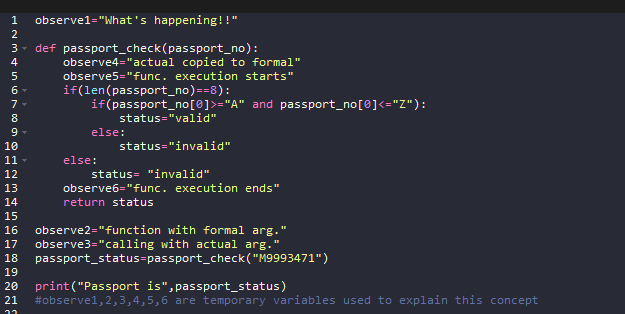 1 observe1="What's happening!!"
2
3 def passport_check(passport_no):
4     observe4="actual copied to formal"
5     observe5="func. execution starts"
6     if(len(passport_no)==8):
7         if(passport_no[0]>="A" and passport_no[0]<="Z"):
8             status="valid"
9         else:
10             status="invalid"
11     else:
12         status= "invalid"
13     observe6="func. execution ends"
14     return status
15
16 observe2="function with formal arg."
17 observe3="calling with actual arg."
18 passport_status=passport_check("M9993471")
19
20 print("Passport is",passport_status)
21 #observe1,2,3,4,5,6 are temporary variables used to explain this concept
22